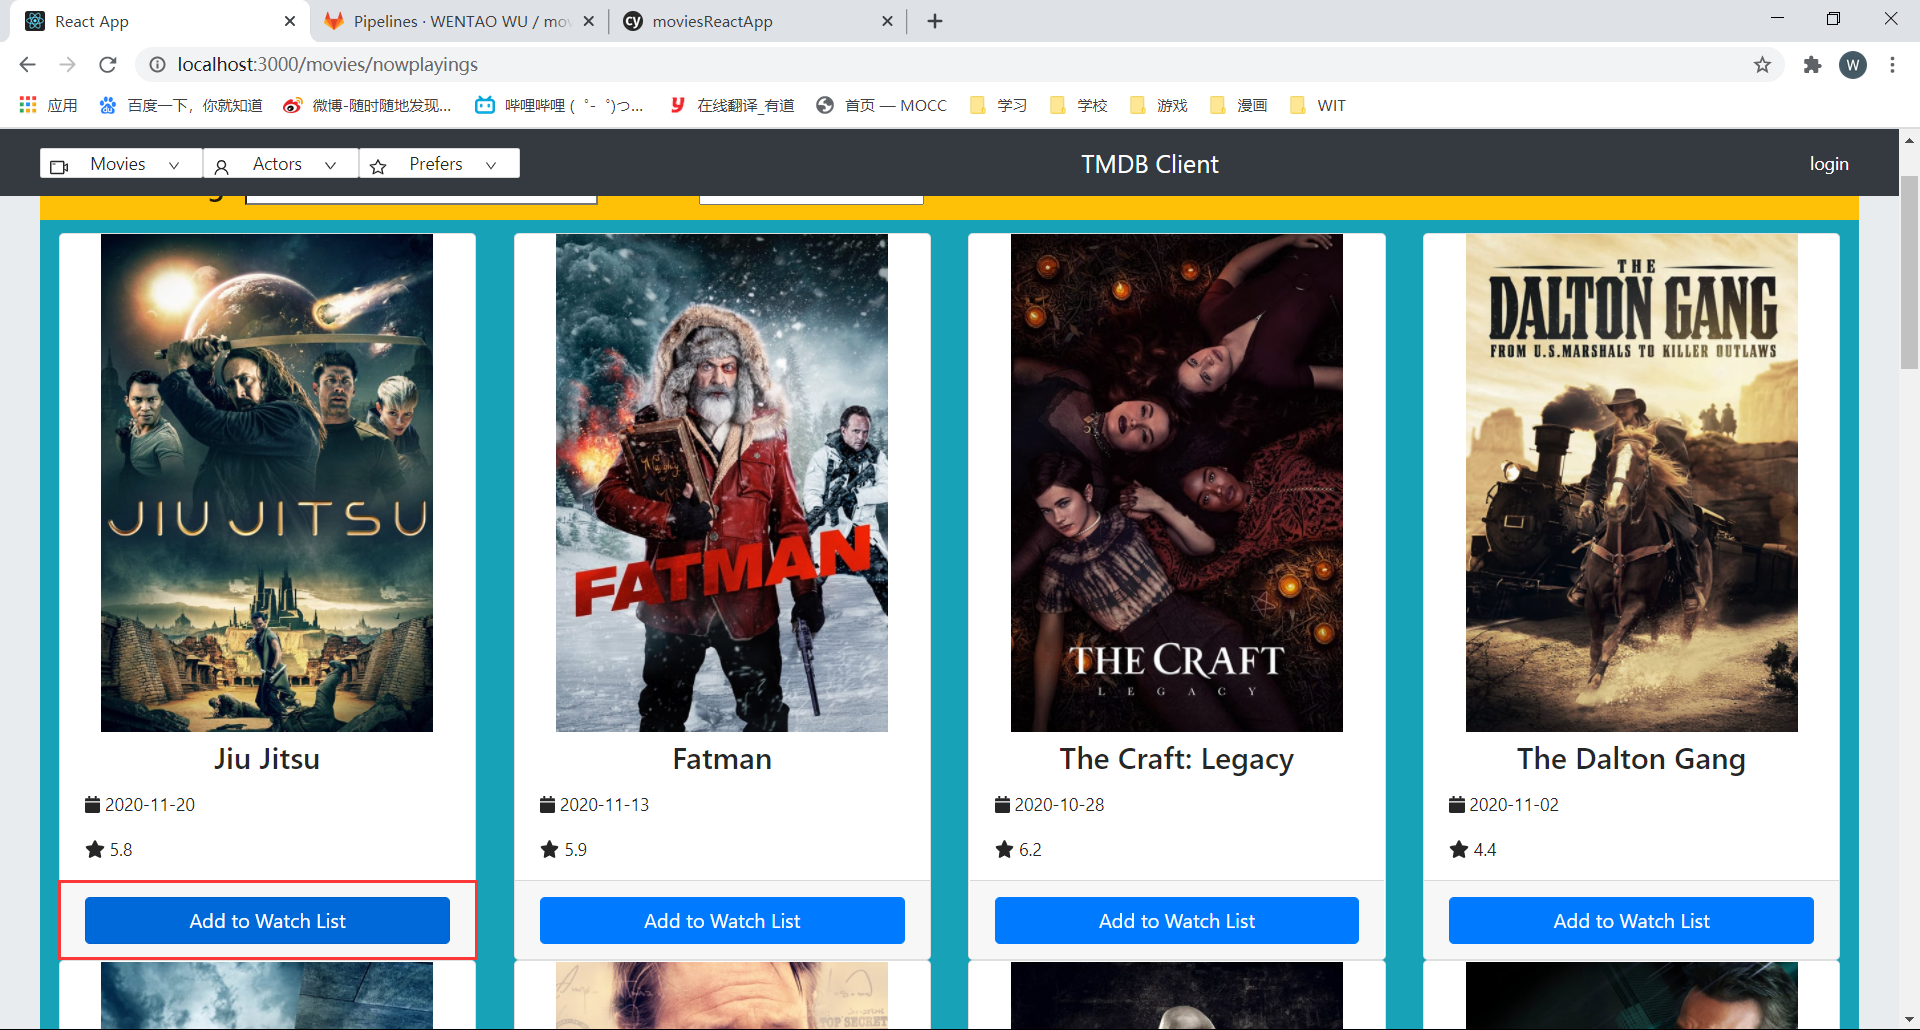 React App
Pipelines · WENTAO WU / mov
moviesReactApp
localhost:3000/movies/nowplayings
W
应用
百度一下，你就知道
微博-随时随地发现...
哔哩哔哩 ( ゜- ゜)つ...
在线翻译_有道
首页 — MOCC
学习
学校
游戏
漫画
WIT
Movies
Actors
Prefers
TMDB Client
login
JIU JITSU
Naughty
FATMAN
THE CRAFT
LEGACY
THE
DALTON GANG
FROM U.S.MARSHALS TO KILLER OUTLAWS
Jiu Jitsu
Fatman
The Craft: Legacy
The Dalton Gang
2020-11-20
2020-11-13
2020-10-28
2020-11-02
5.8
5.9
6.2
4.4
Add to Watch List
Add to Watch List
Add to Watch List
Add to Watch List
TOP SECRET